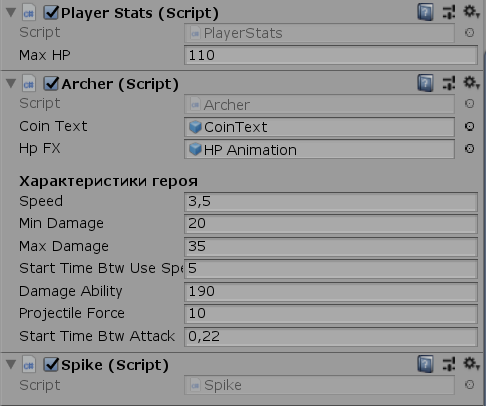 Player Stats (Script)
Script PlayerStats
Max HP 110
Archer (Script)
Script Archer
Coin Text CoinText
Hp FX HP Animation
Характеристики героя
Speed 3,5
Min Damage 20
Max Damage 35
Start Time Btw Use Spe 5
Damage Ability 190
Projectile Force 10
Start Time Btw Attack 0,22
Spike (Script)
Script Spike